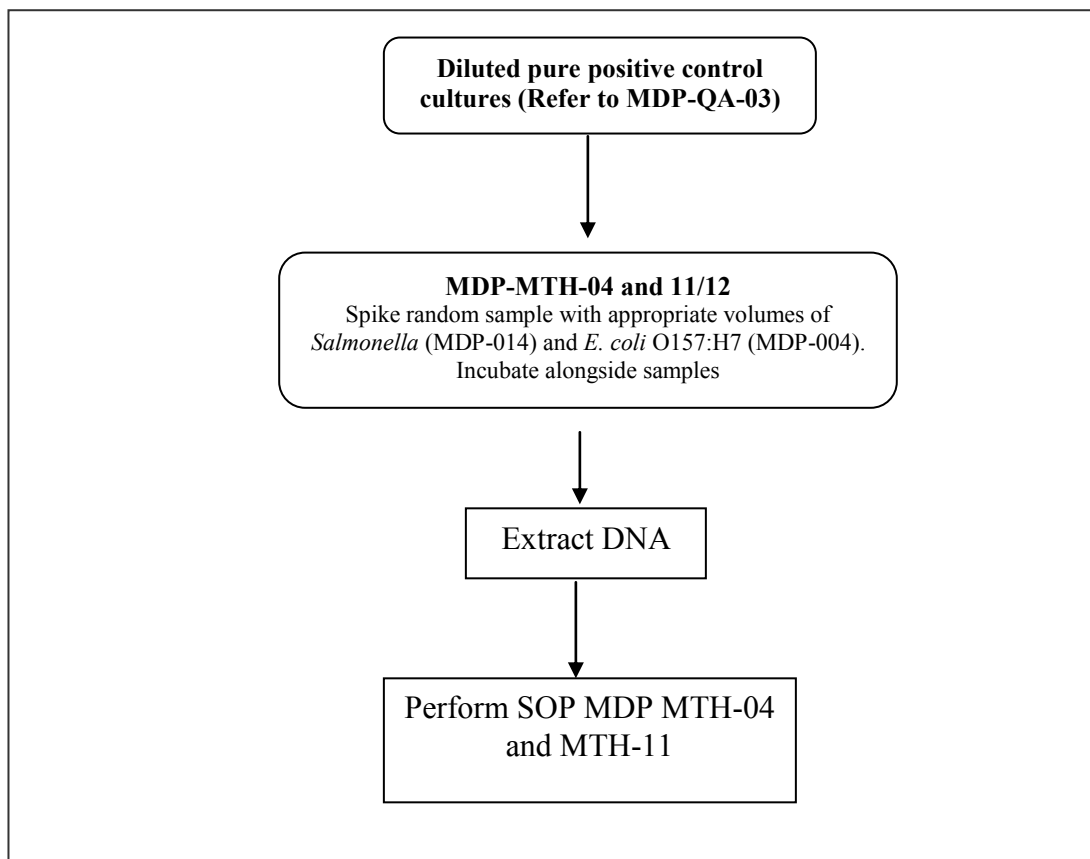 Diluted pure positive control
cultures (Refer to MDP-QA-03)
MDP-MTH-04 and 11/12
Spike random sample with appropriate volumes of
Salmonella (MDP-014) and E. coli O157:H7 (MDP-004).
Incubate alongside samples
Extract DNA
Perform SOP MDP MTH-04
and MTH-11